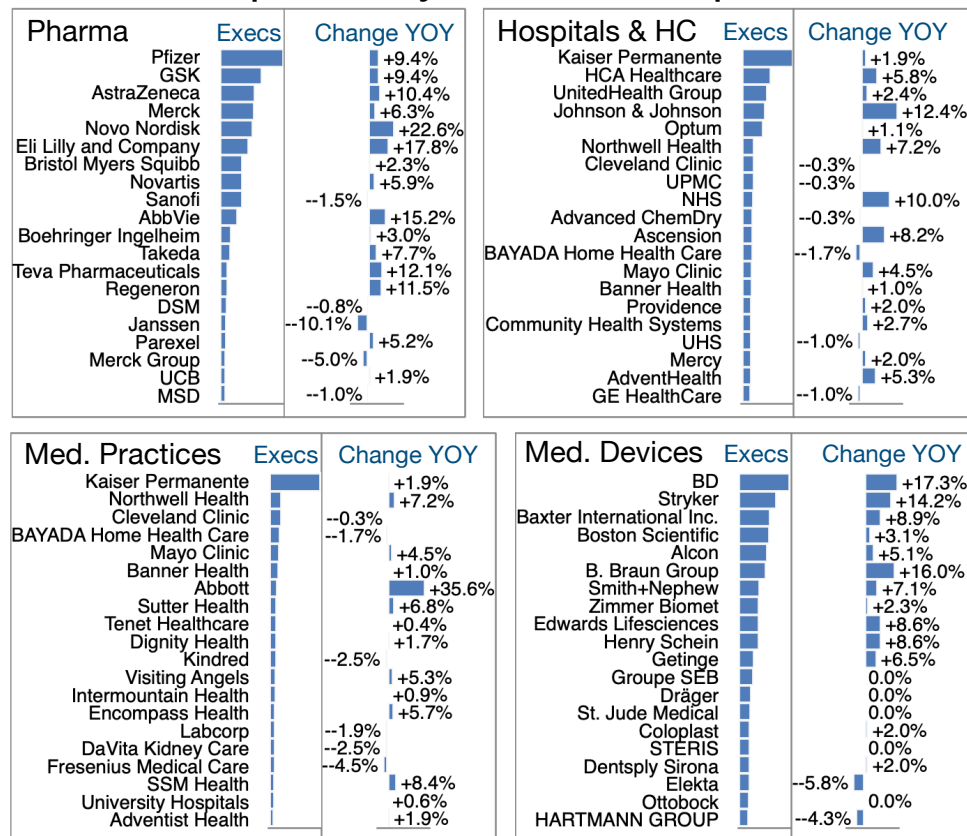 Pharma Execs Change YOY
Pfizer +9.4%
GSK +9.4%
AstraZeneca +10.4%
Merck +6.3%
Novo Nordisk +22.6%
Eli Lilly and Company +17.8%
Bristol Myers Squibb +2.3%
Novartis +5.9%
Sanofi --1.5%
AbbVie +15.2%
Boehringer Ingelheim +3.0%
Takeda +7.7%
Teva Pharmaceuticals +12.1%
Regeneron +11.5%
DSM --0.8%
Janssen --10.1%
Parexel +5.2%
Merck Group --5.0%
UCB +1.9%
MSD --1.0%
Hospitals & HC Execs Change YOY
Kaiser Permanente +1.9%
HCA Healthcare +5.8%
UnitedHealth Group +2.4%
Johnson & Johnson +12.4%
Optum +1.1%
Northwell Health +7.2%
Cleveland Clinic --0.3%
UPMC --0.3%
NHS +10.0%
Advanced ChemDry --0.3%
Ascension +8.2%
BAYADA Home Health Care --1.7%
Mayo Clinic +4.5%
Banner Health +1.0%
Providence +2.0%
Community Health Systems +2.7%
UHS --1.0%
Mercy +2.0%
AdventHealth +5.3%
GE HealthCare --1.0%
Med. Practices Execs Change YOY
Kaiser Permanente +1.9%
Northwell Health +7.2%
Cleveland Clinic --0.3%
BAYADA Home Health Care --1.7%
Mayo Clinic +4.5%
Banner Health +1.0%
Abbott +35.6%
Sutter Health +6.8%
Tenet Healthcare +0.4%
Dignity Health +1.7%
Kindred --2.5%
Visiting Angels +5.3%
Intermountain Health +0.9%
Encompass Health +5.7%
Labcorp --1.9%
DaVita Kidney Care --2.5%
Fresenius Medical Care --4.5%
SSM Health +8.4%
University Hospitals +0.6%
Adventist Health +1.9%
Med. Devices Execs Change YOY
BD +17.3%
Stryker +14.2%
Baxter International Inc. +8.9%
Boston Scientific +3.1%
Alcon +5.1%
B. Braun Group +16.0%
Smith+Nephew +7.1%
Zimmer Biomet +2.3%
Edwards Lifesciences +8.6%
Henry Schein +8.6%
Getinge +6.5%
Groupe SEB 0.0%
Dräger 0.0%
St. Jude Medical 0.0%
Coloplast +2.0%
STERIS 0.0%
Dentsply Sirona +2.0%
Elekta --5.8%
Ottobock 0.0%
HARTMANN GROUP --4.3%